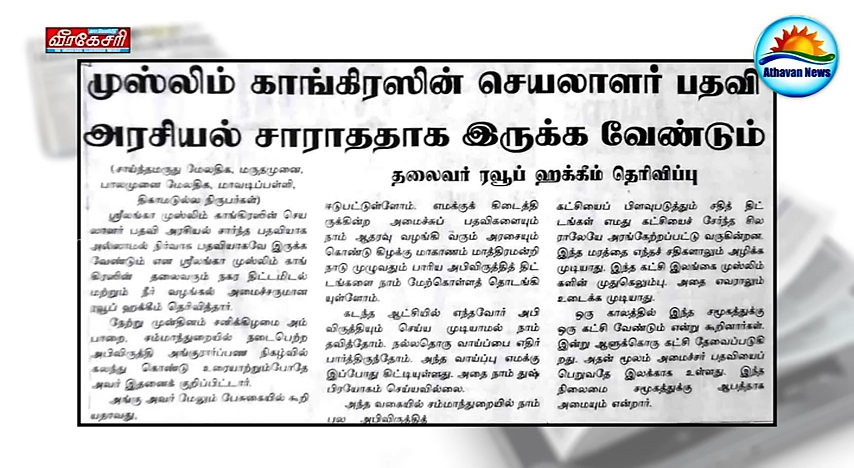 வீரகேசரி
Athavan News
முஸ்லிம் காங்கிரஸின் செயலாளர் பதவி
அரசியல் சாராததாக இருக்க வேண்டும்
தலைவர் ரவூப் ஹக்கீம் தெரிவிப்பு
(சாய்ந்தமருது மேலதிக, மருதமுனை,
பாலமுனை மேலதிக, மாவடிப்பள்ளி,
திகாமடுல்ல நிருபர்கள்)
ஸ்ரீலங்கா முஸ்லிம் காங்கிரஸின் செய
லாளர் பதவி அரசியல் சார்ந்த பதவியாக
அல்லாமல் நிர்வாக பதவியாகவே இருக்க
வேண்டும் என ஸ்ரீலங்கா முஸ்லிம் காங்
கிரஸின் தலைவரும் நகர திட்டமிடல்
மற்றும் நீர் வழங்கல் அமைச்சருமான
ரவூப் ஹக்கீம் தெரிவித்தார்.
நேற்று முன்தினம் சனிக்கிழமை அம்
பாறை, சம்மாந்துறையில் நடைபெற்ற
அபிவிருத்தி அங்குரார்ப்பண நிகழ்வில்
கலந்து கொண்டு உரையாற்றும்போதே
அவர் இதனைக் குறிப்பிட்டார்.
அங்கு அவர் மேலும் பேசுகையில் கூறி
யதாவது,
ஈடுபட்டுள்ளோம். எமக்குக் கிடைத்தி
ருக்கின்ற அமைச்சுப் பதவிகளையும்
நாம் ஆதரவு வழங்கி வரும் அரசையும்
கொண்டு கிழக்கு மாகாணம் மாத்திரமன்றி
நாடு முழுவதும் பாரிய அபிவிருத்தித் திட்
டங்களை நாம் மேற்கொள்ளத் தொடங்கி
யுள்ளோம்.
கடந்த ஆட்சியில் எந்தவோர் அபி
விருத்தியும் செய்ய முடியாமல் நாம்
தவித்தோம். நல்லதொரு வாய்ப்பை எதிர்
பார்த்திருந்தோம். அந்த வாய்ப்பு எமக்கு
இப்போது கிட்டியுள்ளது. அதை நாம் துஷ்
பிரயோகம் செய்யவில்லை.
அந்த வகையில் சம்மாந்துறையில் நாம்
பல அபிவிருத்தித்
கட்சியைப் பிளவுபடுத்தும் சதித் திட்
டங்கள் எமது கட்சியைச் சேர்ந்த சில
ராலேயே அரங்கேற்றப்பட்டு வருகின்றன.
இந்த மரத்தை எந்தச் சதிகளாலும் அழிக்க
முடியாது. இந்த கட்சி இலங்கை முஸ்லிம்
களின் முதுகெலும்பு. அதை எவராலும்
உடைக்க முடியாது.
ஒரு காலத்தில் இந்த சமூகத்துக்கு
ஒரு கட்சி வேண்டும் என்று கூறினார்கள்.
இன்று ஆளுக்கொரு கட்சி தேவைப்படுகி
றது. அதன் மூலம் அமைச்சர் பதவியைப்
பெறுவதே இலக்காக உள்ளது. இந்த
நிலைமை சமூகத்துக்கு ஆபத்தாக
அமையும் என்றார்.